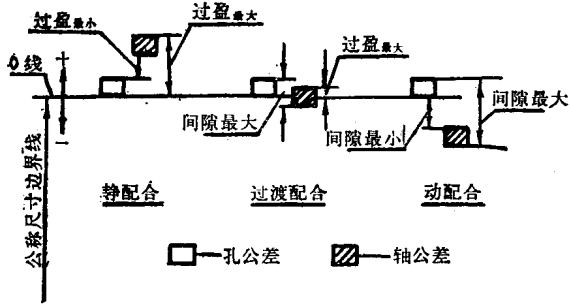 过盈最小
过盈最大
过盈最大
0线
+
−
间隙最大
间隙最小
间隙最大
公称尺寸边界线
静配合
过渡配合
动配合
孔公差
轴公差